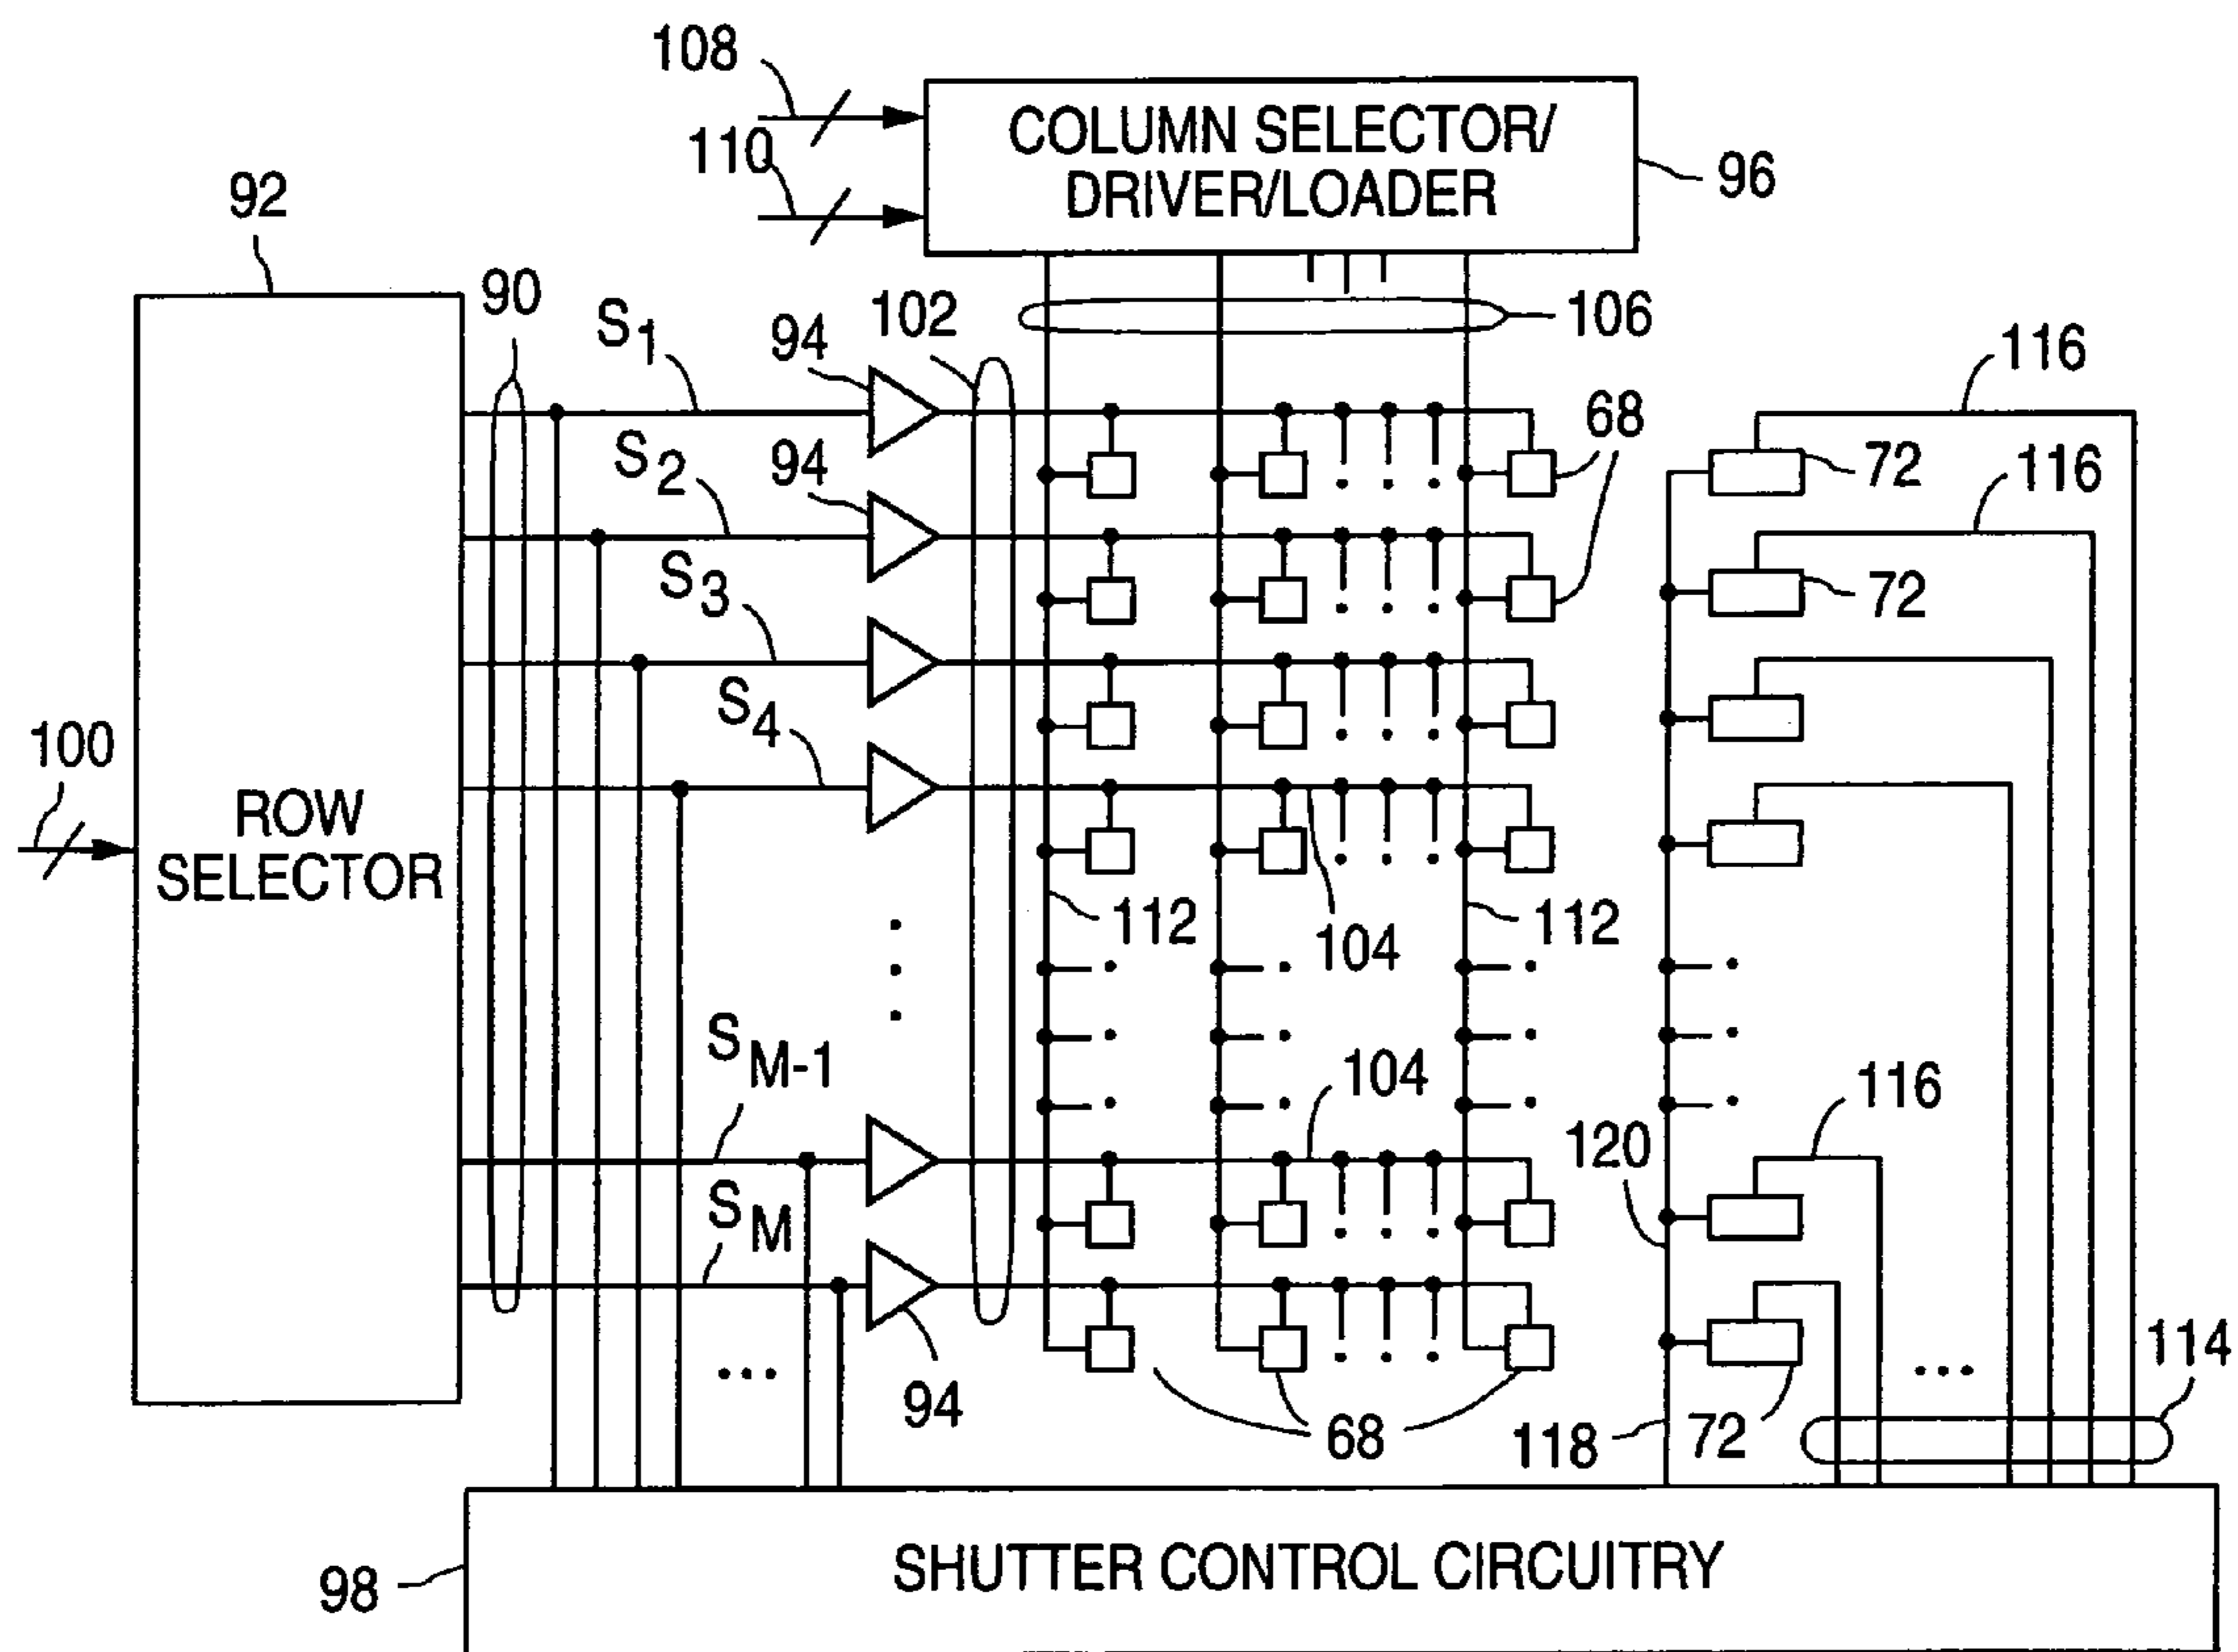 108
COLUMN SELECTOR/
DRIVER/LOADER
110
96
92
90
S1
94
102
106
116
S2
94
68
72
116
S3
72
S4
100
ROW
SELECTOR
112
104
112
SM-1
104
116
120
SM
114
94
68
118
72
98
SHUTTER CONTROL CIRCUITRY